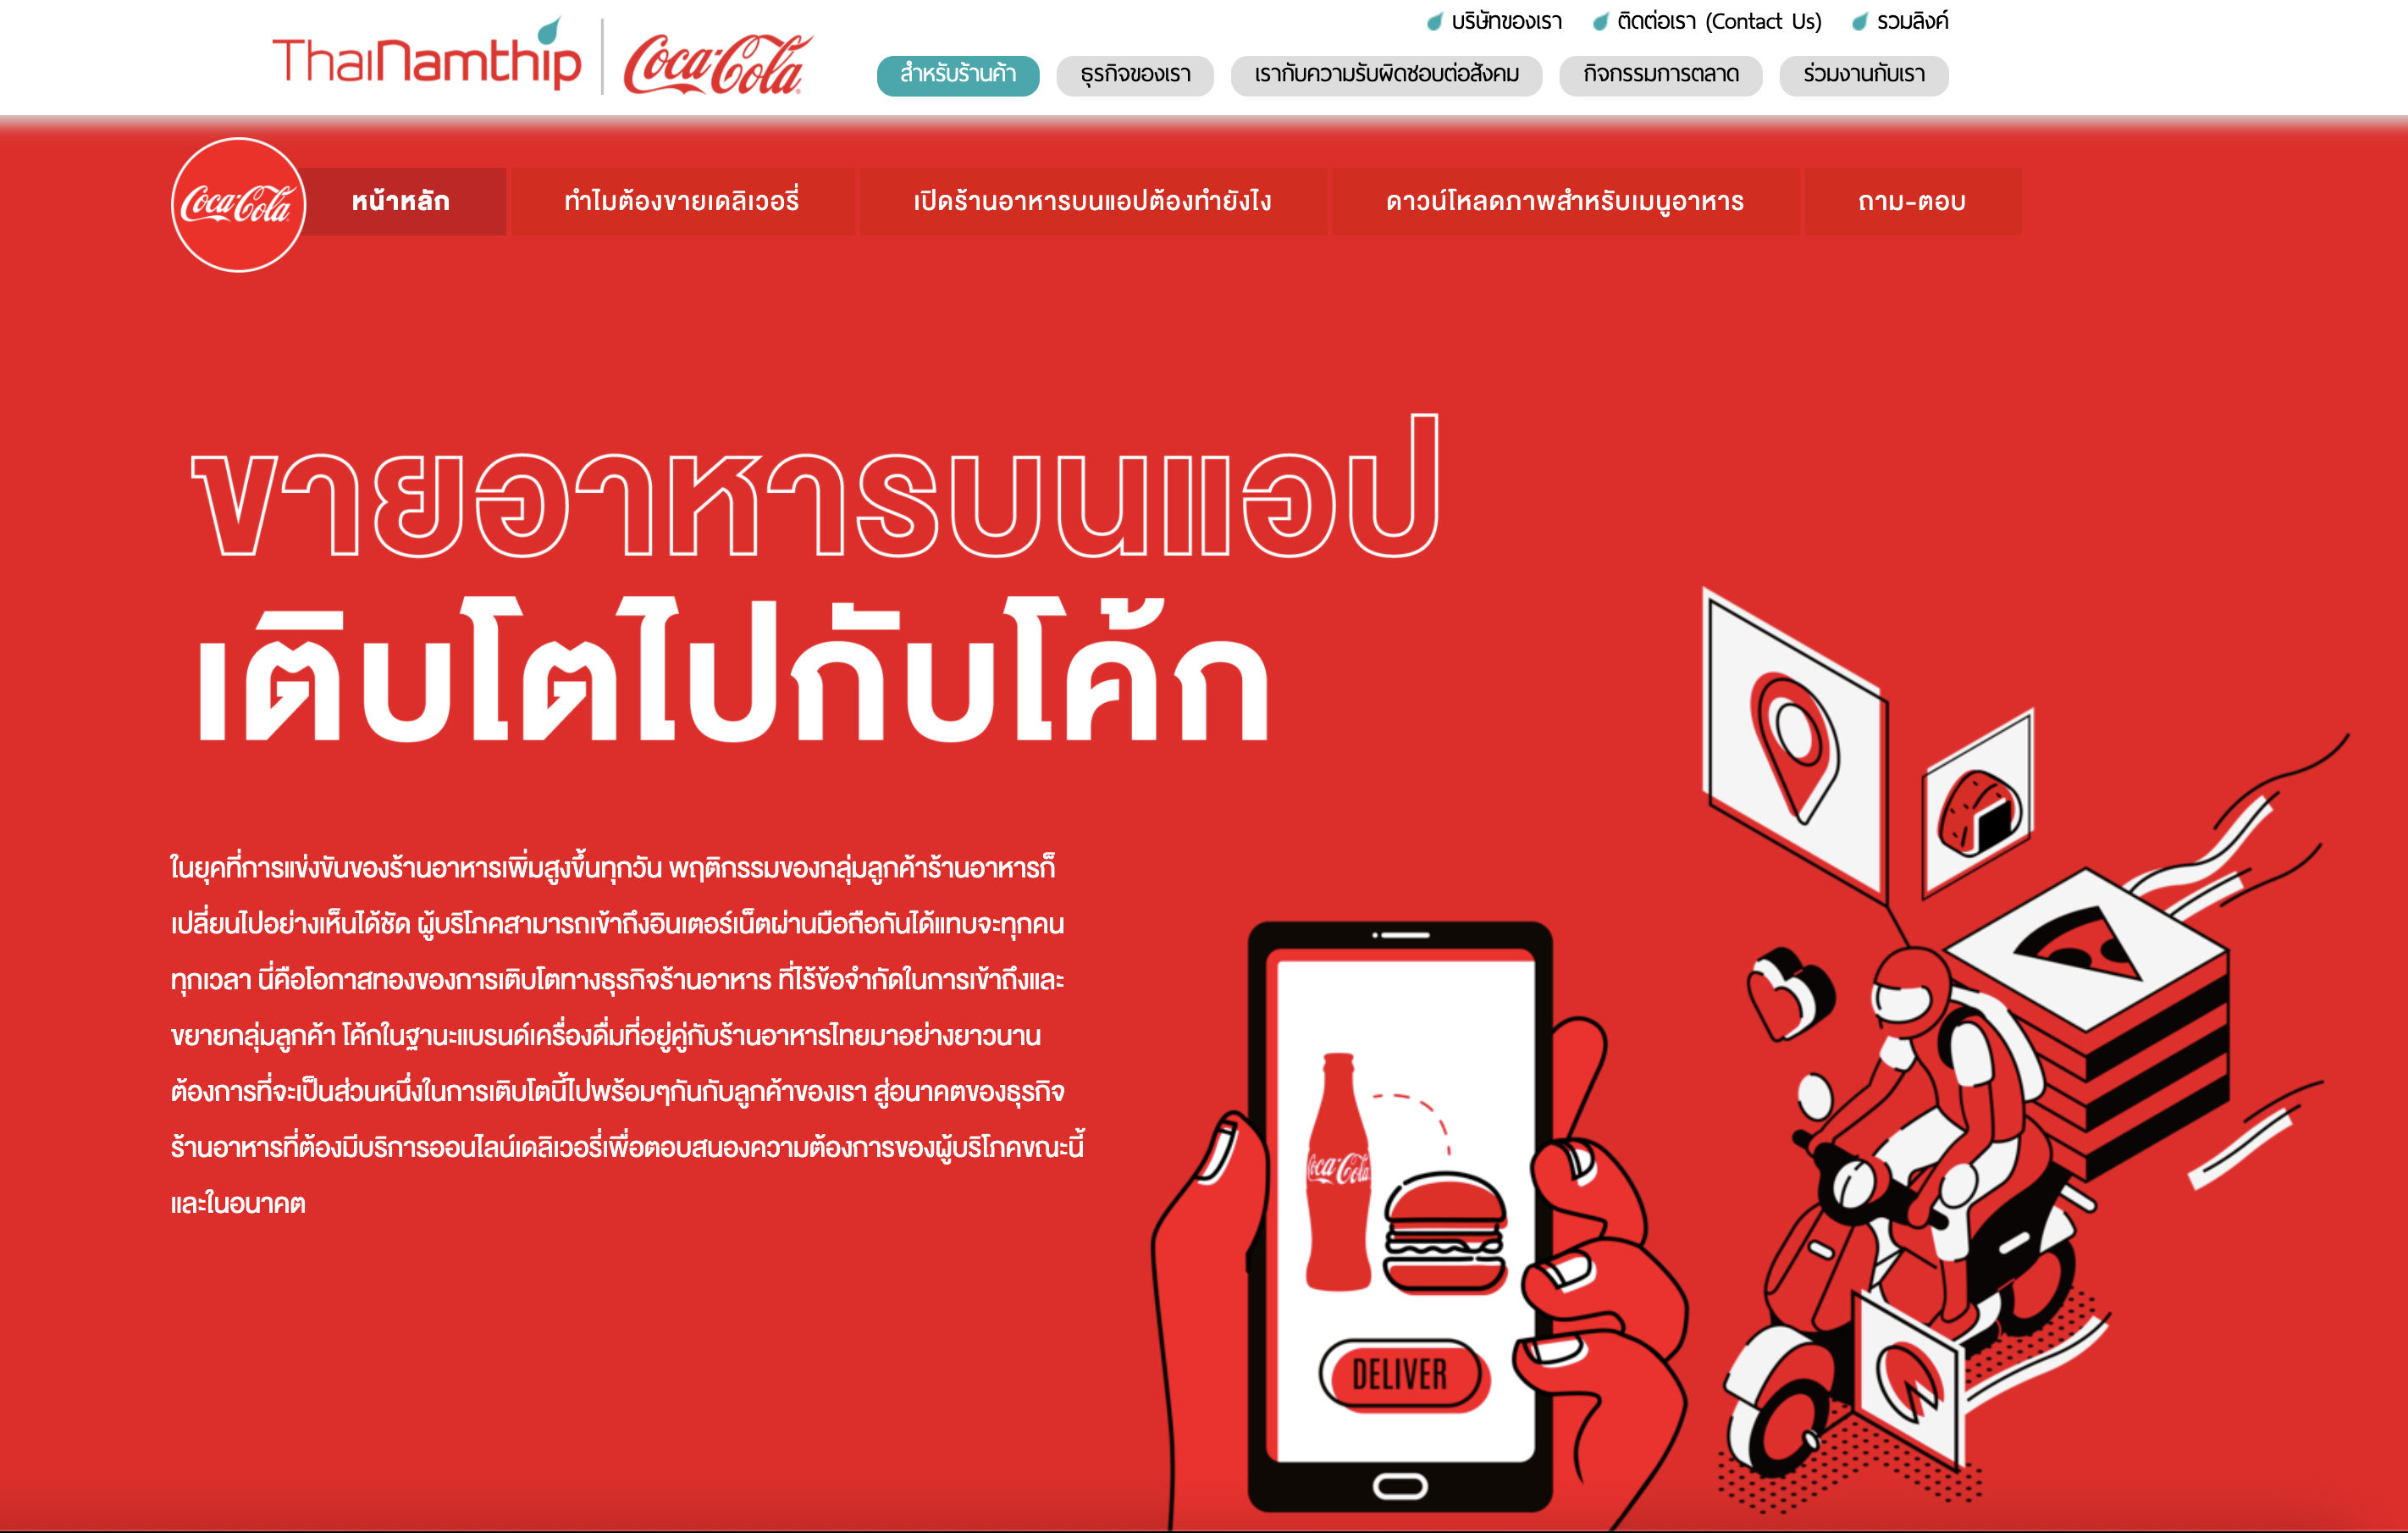 ThaiNamthip
Coca-Cola
บริษัทของเรา
ติดต่อเรา (Contact Us)
รวมลิงค์
สำหรับร้านค้า
ธุรกิจของเรา
เรากับความรับผิดชอบต่อสังคม
กิจกรรมการตลาด
ร่วมงานกับเรา
Coca-Cola
หน้าหลัก
ทำไมต้องขายเดลิเวอรี่
เปิดร้านอาหารบนแอปต้องทำยังไง
ดาวน์โหลดภาพสำหรับเมนูอาหาร
ถาม-ตอบ
ขายอาหารบนแอป
เติบโตไปกับโค้ก
ในยุคที่การแข่งขันของร้านอาหารเพิ่มสูงขึ้นทุกวัน พฤติกรรมของกลุ่มลูกค้าร้านอาหารก็
เปลี่ยนไปอย่างเห็นได้ชัด ผู้บริโภคสามารถเข้าถึงอินเตอร์เน็ตผ่านมือถือกันได้แทบจะทุกคน
ทุกเวลา นี่คือโอกาสทองของการเติบโตทางธุรกิจร้านอาหาร ที่ไร้ข้อจำกัดในการเข้าถึงและ
ขยายกลุ่มลูกค้า โค้กในฐานะแบรนด์เครื่องดื่มที่อยู่คู่กับร้านอาหารไทยมาอย่างยาวนาน
ต้องการที่จะเป็นส่วนหนึ่งในการเติบโตนี้ไปพร้อมๆกันกับลูกค้าของเรา สู่อนาคตของธุรกิจ
ร้านอาหารที่ต้องมีบริการออนไลน์เดลิเวอรี่เพื่อตอบสนองความต้องการของผู้บริโภคขณะนี้
และในอนาคต
Coca-Cola
DELIVER